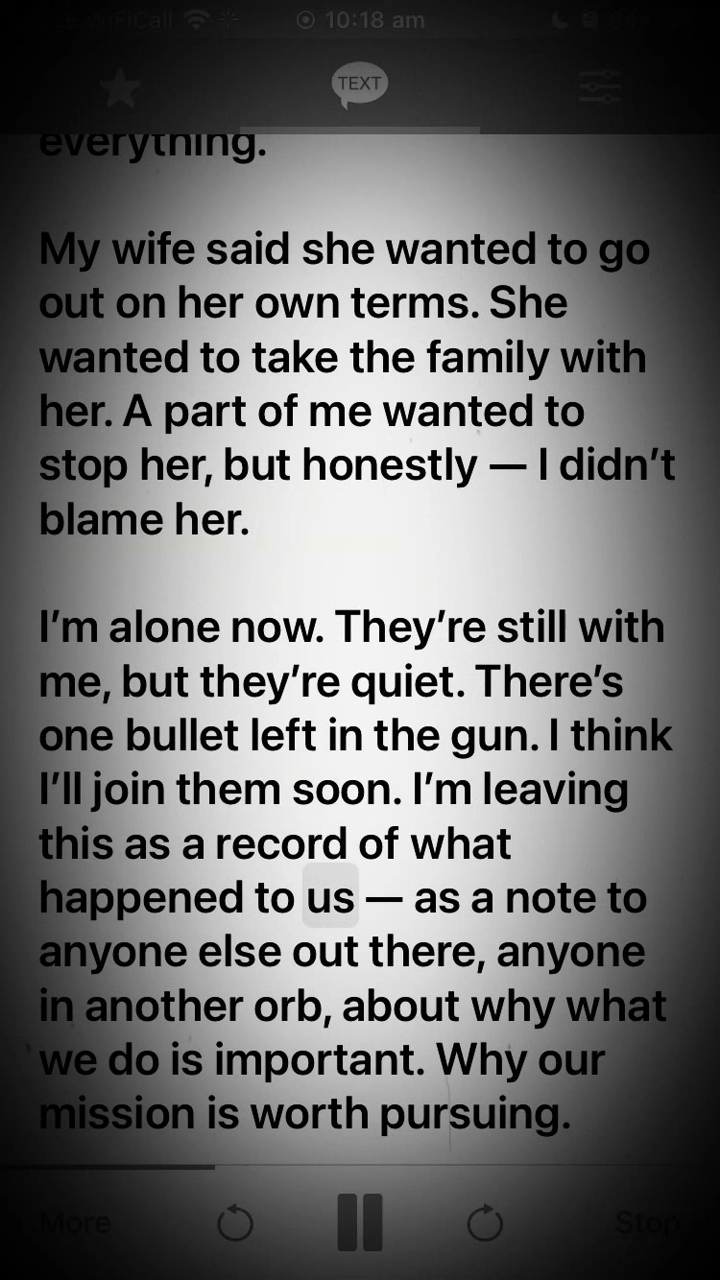 WiFiCall 10:18 am
TEXT
everything.
My wife said she wanted to go
out on her own terms. She
wanted to take the family with
her. A part of me wanted to
stop her, but honestly — I didn’t
blame her.
I’m alone now. They’re still with
me, but they’re quiet. There’s
one bullet left in the gun. I think
I’ll join them soon. I’m leaving
this as a record of what
happened to us — as a note to
anyone else out there, anyone
in another orb, about why what
we do is important. Why our
mission is worth pursuing.
More Stop